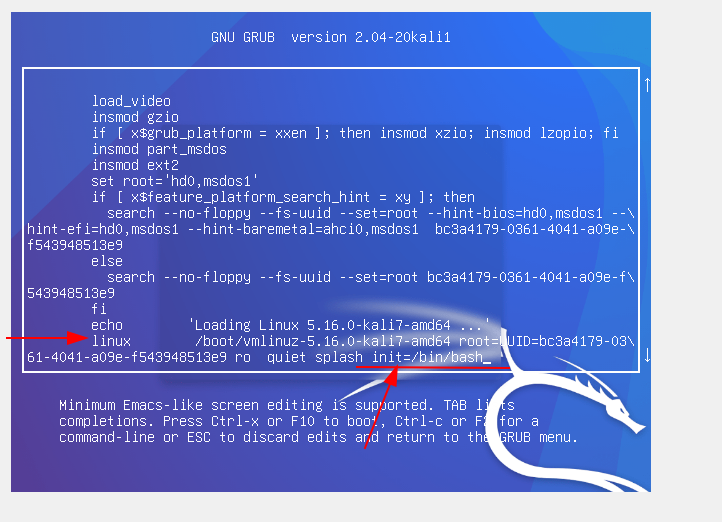 GNU GRUB  version 2.04-20kali1
load_video
insmod gzio
if [ x$grub_platform = xxen ]; then insmod xzio; insmod lzopio; fi
insmod part_msdos
insmod ext2
set root='hd0,msdos1'
if [ x$feature_platform_search_hint = xy ]; then
search --no-floppy --fs-uuid --set=root --hint-bios=hd0,msdos1 --\
hint-efi=hd0,msdos1 --hint-baremetal=ahci0,msdos1  bc3a4179-0361-4041-a09e-\
f543948513e9
else
search --no-floppy --fs-uuid --set=root bc3a4179-0361-4041-a09e-f\
543948513e9
fi
echo        'Loading Linux 5.16.0-kali7-amd64 ...'
linux        /boot/vmlinuz-5.16.0-kali7-amd64 root=UUID=bc3a4179-03\
61-4041-a09e-f543948513e9 ro  quiet splash init=/bin/bash_
Minimum Emacs-like screen editing is supported. TAB lists
completions. Press Ctrl-x or F10 to boot, Ctrl-c or F2 for a
command-line or ESC to discard edits and return to the GRUB menu.